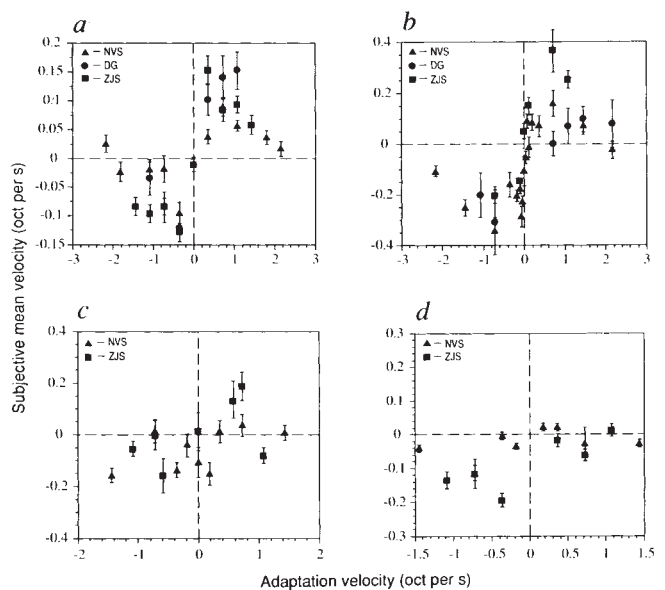 a
▲ – NVS
● – DG
■ – ZJS
0.2
0.15
0.1
0.05
0
-0.05
-0.1
0.15
-3 -2 -1 0 1 2 3
b
▲ – NVS
● – DG
■ – ZJS
0.4
0.2
0
-0.2
-0.4
-3 -2 -1 0 1 2 3
c
▲ – NVS
■ – ZJS
0.4
0.2
0
-0.2
-0.4
-2 -1 0 1 2
d
▲ – NVS
■ – ZJS
0.3
0.2
0.1
0
-0.1
-0.2
-0.3
-1.5 -1 -0.5 0 0.5 1 1.5
Subjective mean velocity (oct per s)
Adaptation velocity (oct per s)